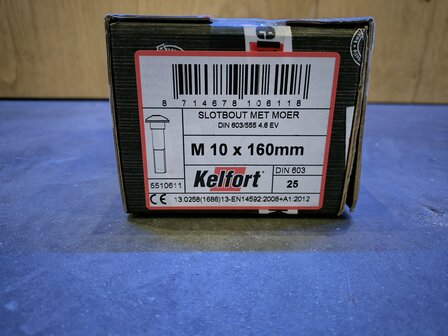 8 714678 106118
SLOTBOUT MET MOER
DIN 603/555 4.6 EV
M 10 x 160mm
5510611
Kelfort
DIN 603
25
CE 13.0258(1686)13-EN14592:2008+A1:2012